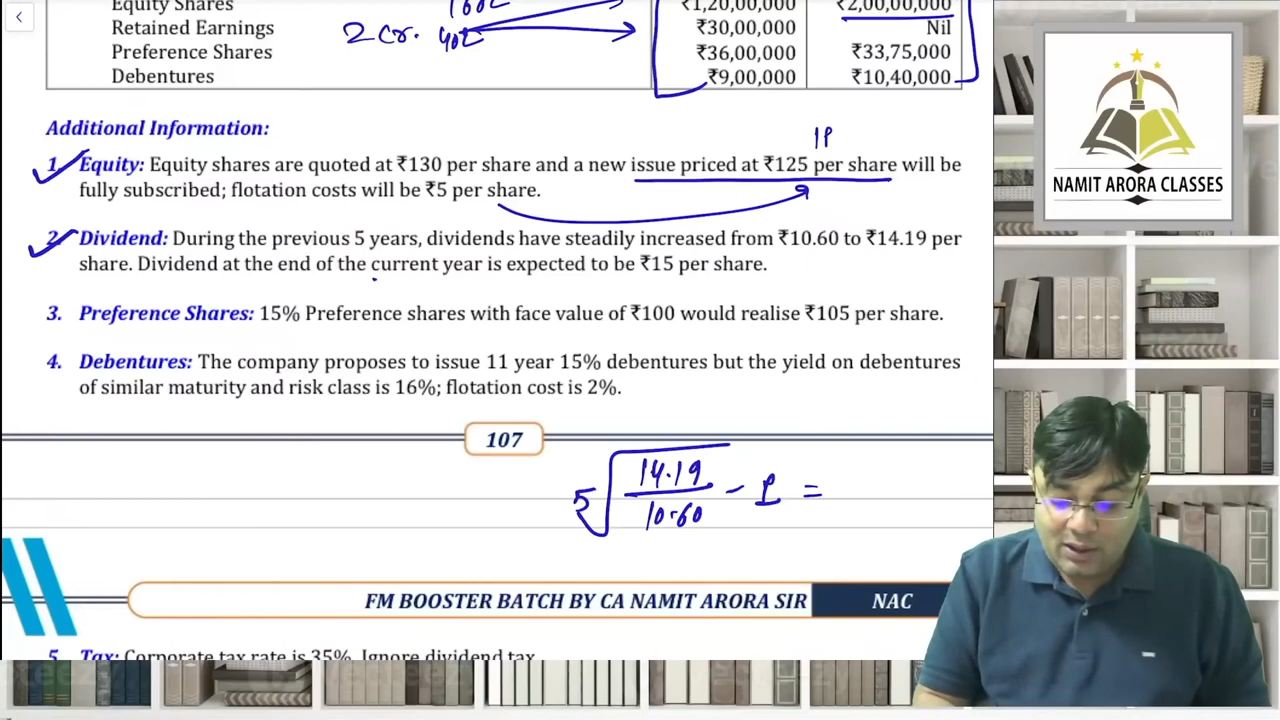 Equity Shares ₹1,20,00,000 ₹2,00,00,000
Retained Earnings ₹30,00,000 Nil
2 cr.
Preference Shares ₹36,00,000 ₹33,75,000
Debentures ₹9,00,000 ₹10,40,000
Additional Information:
IP
1. Equity: Equity shares are quoted at ₹130 per share and a new issue priced at ₹125 per share will be
fully subscribed; flotation costs will be ₹5 per share.
2. Dividend: During the previous 5 years, dividends have steadily increased from ₹10.60 to ₹14.19 per
share. Dividend at the end of the current year is expected to be ₹15 per share.
3. Preference Shares: 15% Preference shares with face value of ₹100 would realise ₹105 per share.
4. Debentures: The company proposes to issue 11 year 15% debentures but the yield on debentures
of similar maturity and risk class is 16%; flotation cost is 2%.
107
5√ 14.19 / 10.60 - 1 =
FM BOOSTER BATCH BY CA NAMIT ARORA SIR NAC
5. Tax: Corporate tax rate is 35%. Ignore dividend tax.
NAMIT ARORA CLASSES